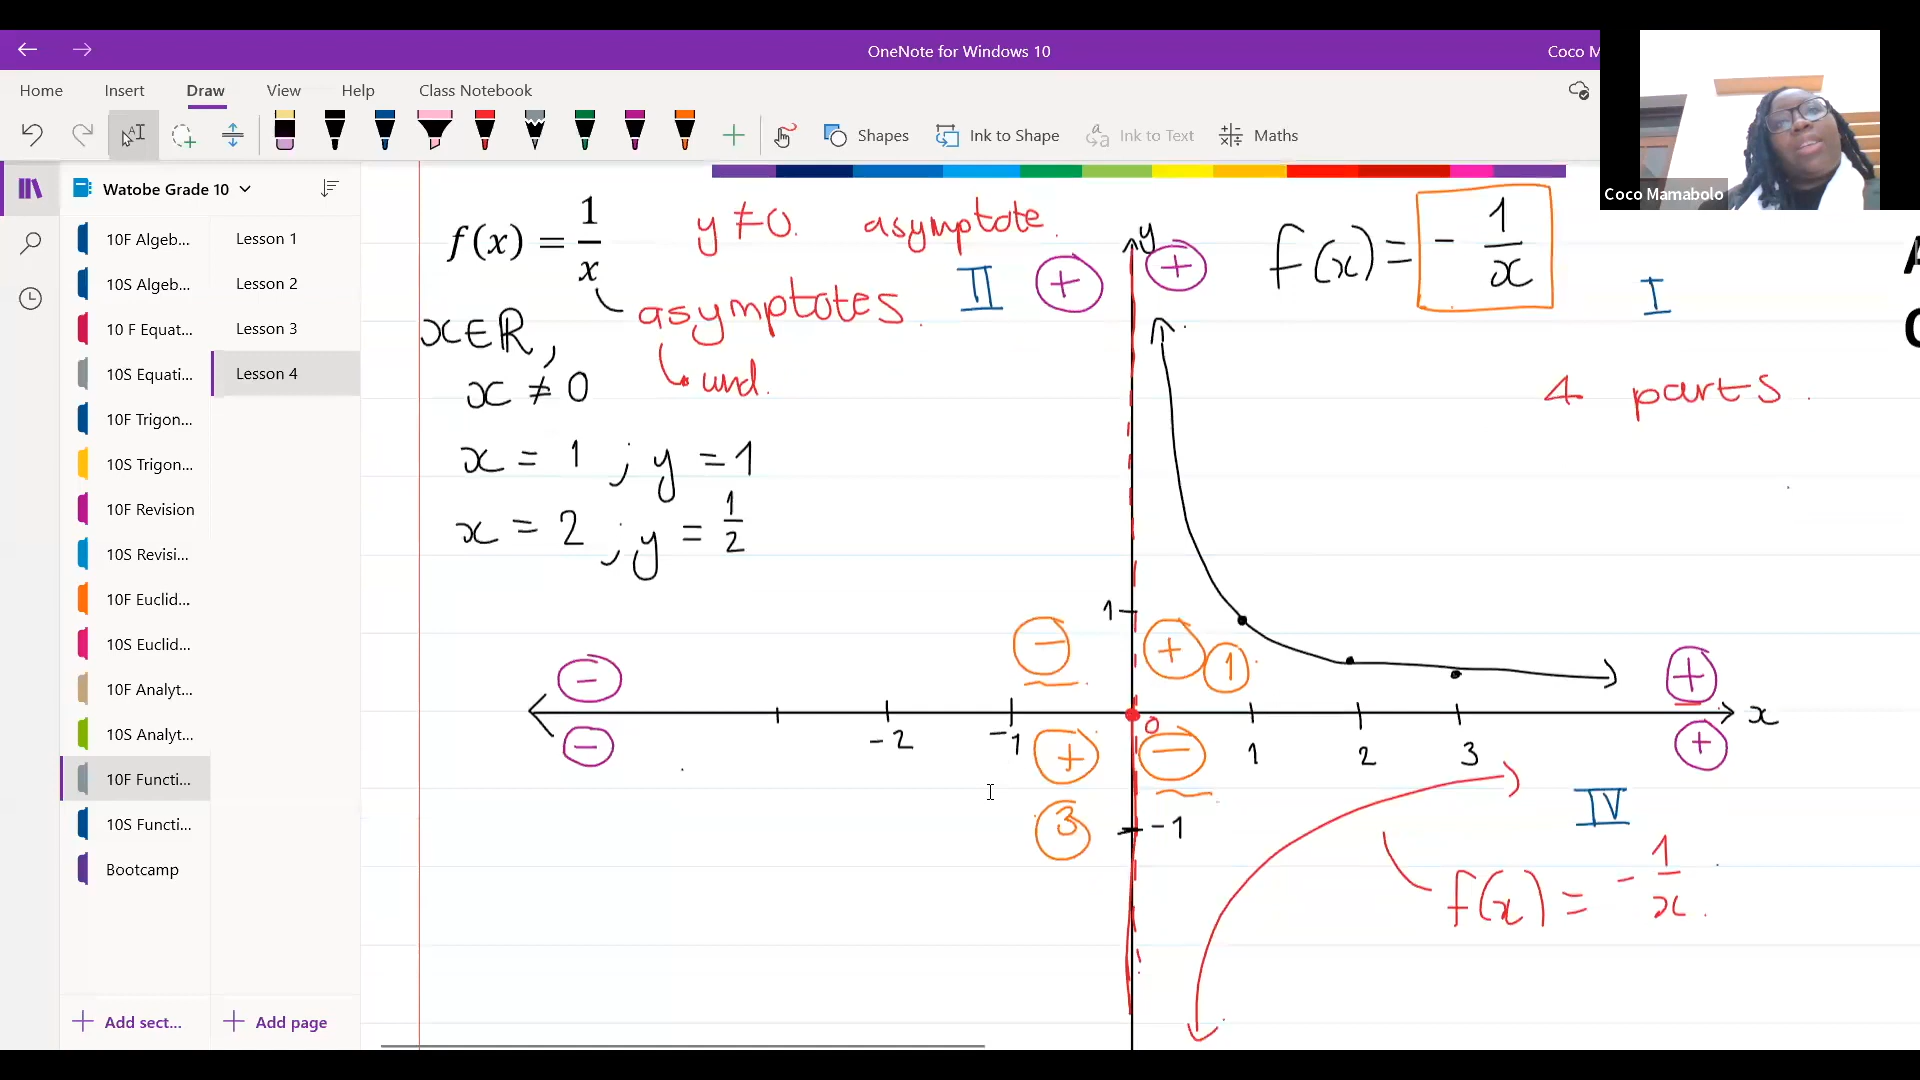 OneNote for Windows 10
Coco M
Home
Insert
Draw
View
Help
Class Notebook
Shapes
Ink to Shape
Ink to Text
Maths
Coco Mamabolo
Watobe Grade 10
10F Algeb...
10S Algeb...
10 F Equat...
10S Equati...
10F Trigon...
10S Trigon...
10F Revision
10S Revisi...
10F Euclid...
10S Euclid...
10F Analyt...
10S Analyt...
10F Functi...
10S Functi...
Bootcamp
Add sect...
Lesson 1
Lesson 2
Lesson 3
Lesson 4
Add page
f(x) = 1/x
y ≠ 0. asymptote.
asymptotes.
und.
x∈R,
x ≠ 0
x = 1 ; y = 1
x = 2 ; y = 1/2
II
+
y
+
f(x) = - 1/x
I
4 parts.
1
-
+
1
-
-
-2
-1
+
-
0
1
2
3
+
+
x
3
-1
IV
f(x) = - 1/x.